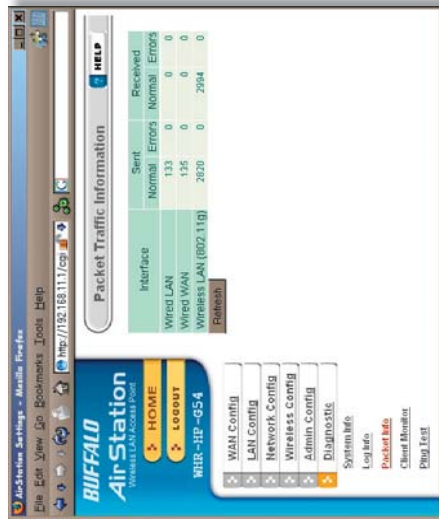 AirStation Settings - Mozilla Firefox
File Edit View Go Bookmarks Tools Help
http://192.168.11.1/cgi
BUFFALO
AirStation
Wireless LAN Access Point
WHR-HP-G54
HOME
LOGOUT
WAN Config
LAN Config
Network Config
Wireless Config
Admin Config
Diagnostic
System Info
Log Info
Packet Info
Client Monitor
Ping Test
Packet Traffic Information
HELP
Interface Sent Received
Normal Errors Normal Errors
Wired LAN 133 0 0 0
Wired WAN 135 0 0 0
Wireless LAN (802.11g) 2820 0 2994 0
Refresh